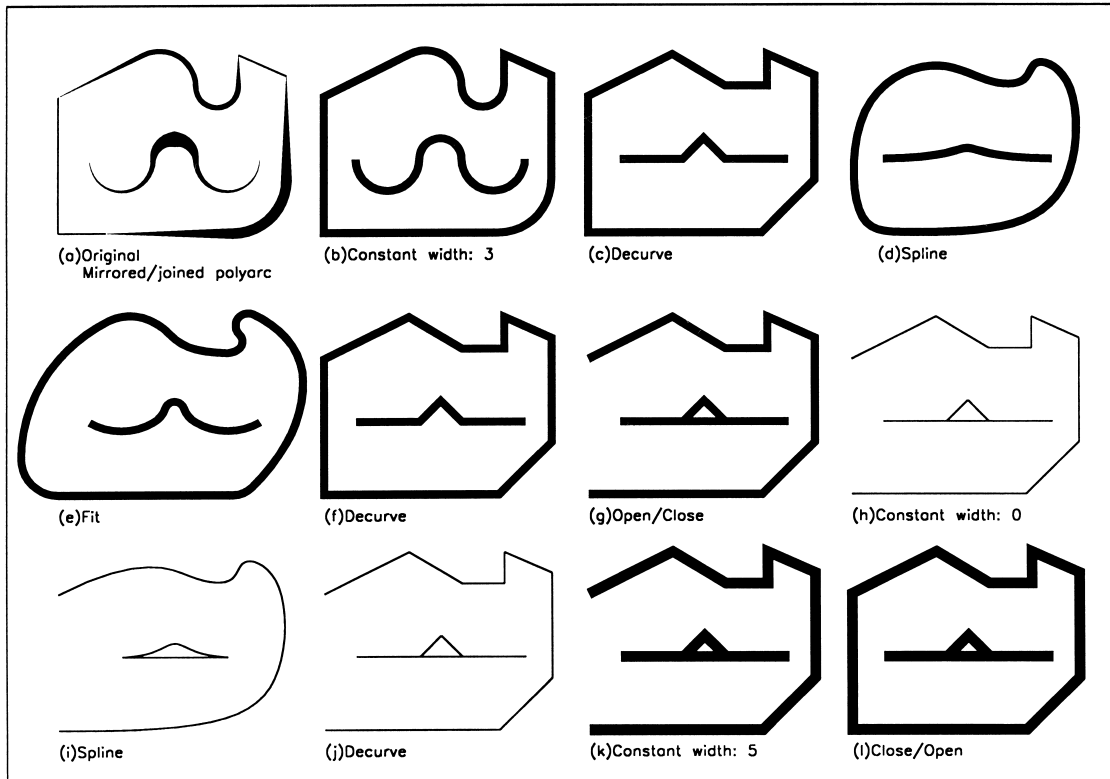 (a)Original
Mirrored/joined polyarc
(b)Constant width: 3
(c)Decurve
(d)Spline
(e)Fit
(f)Decurve
(g)Open/Close
(h)Constant width: 0
(i)Spline
(j)Decurve
(k)Constant width: 5
(l)Close/Open